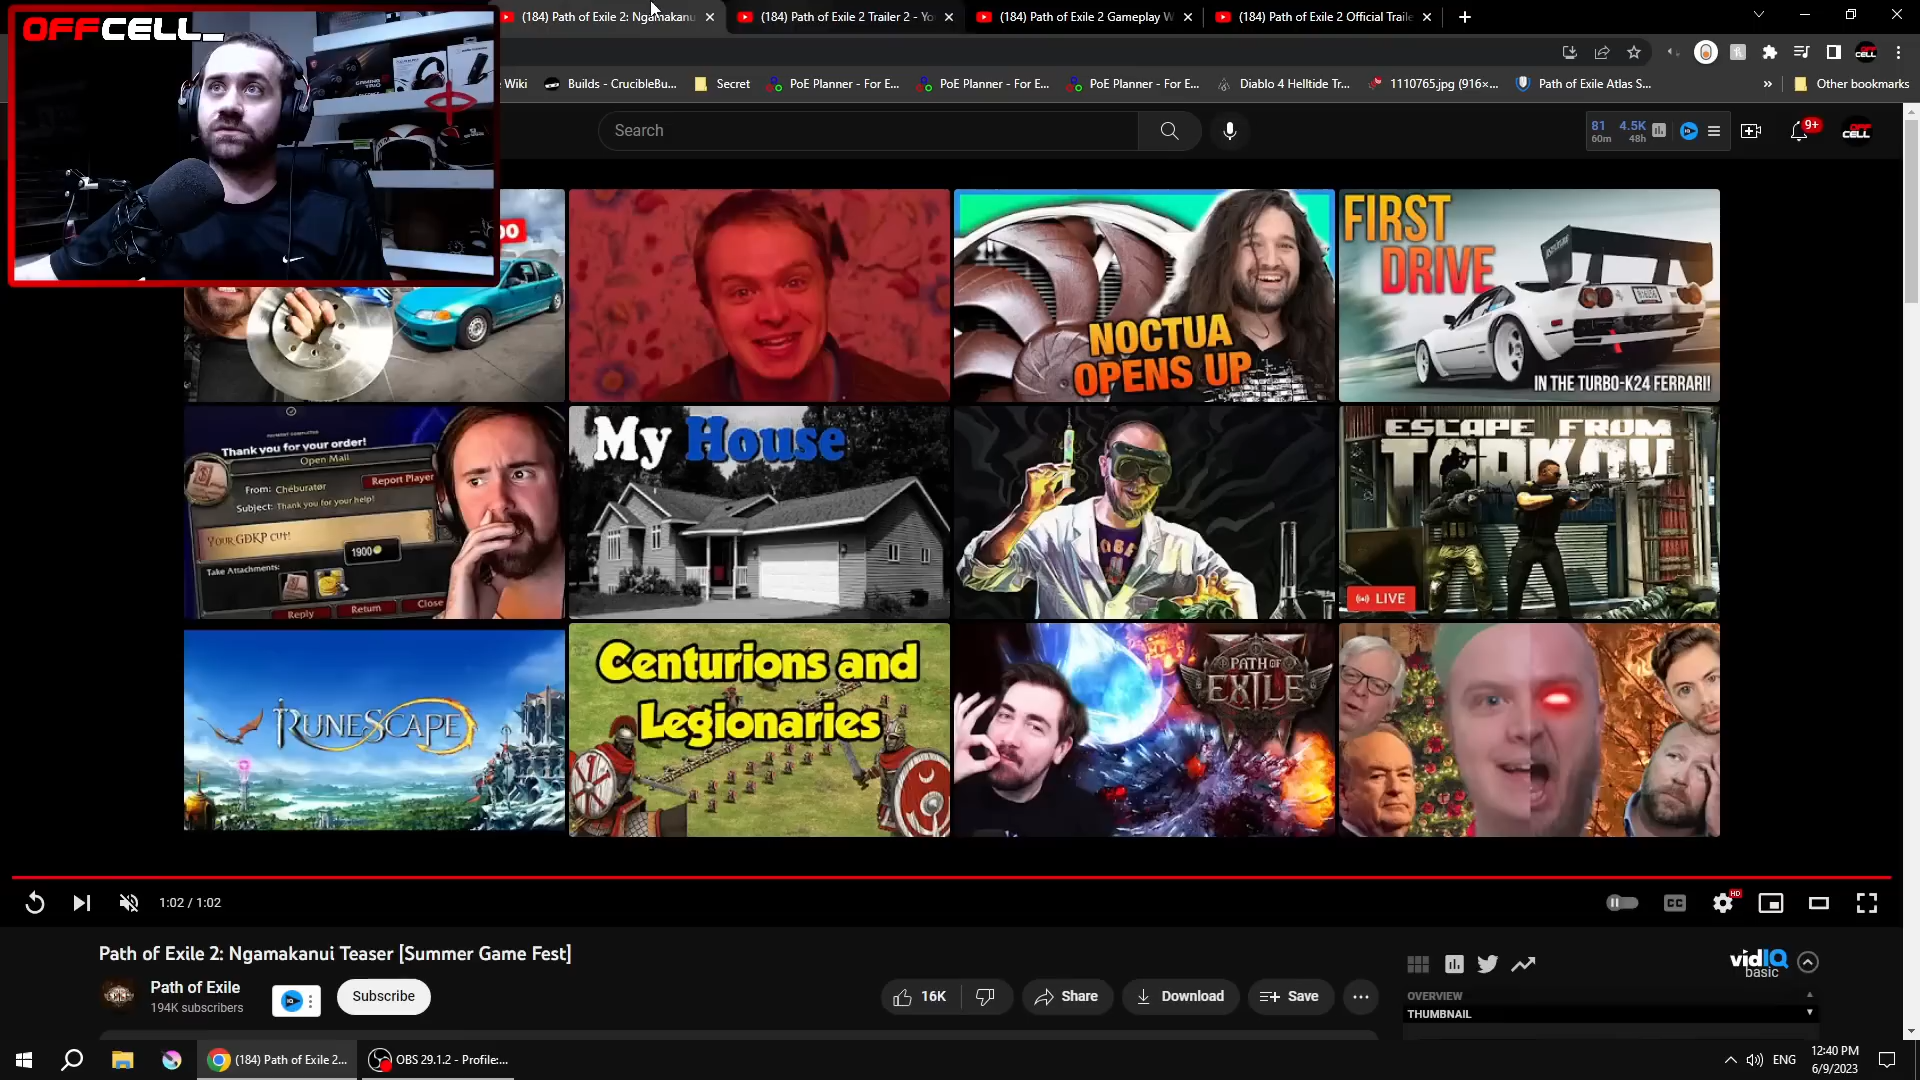 OFFCELL_
(184) Path of Exile 2: Ngamakanu
(184) Path of Exile 2 Trailer 2 - Yo
(184) Path of Exile 2 Gameplay W
(184) Path of Exile 2 Official Traile
Wiki
Builds - CrucibleBu...
Secret
PoE Planner - For E...
PoE Planner - For E...
PoE Planner - For E...
Diablo 4 Helltide Tr...
1110765.jpg (916×...
Path of Exile Atlas S...
»
Other bookmarks
Search
81
60m
4.5K
48h
9+
OFF
CELL
NOCTUA
OPENS UP
FIRST
DRIVE
IN THE TURBO-K24 FERRARI!
Thank you for your order!
Open Mail
Report Player
From: Cheburator
Subject: Thank you for your help!
YOUR GDKP CUT!
1900
Take Attachments:
Reply
Return
Close
My House
ESCAPE FROM
TARKOV
LIVE
RUNESCAPE
Centurions and
Legionaries
PATH OF
EXILE
1:02 / 1:02
CC
HD
Path of Exile 2: Ngamakanui Teaser [Summer Game Fest]
Path of Exile
194K subscribers
Subscribe
16K
Share
Download
Save
vidIQ
basic
OVERVIEW
THUMBNAIL
(184) Path of Exile 2...
OBS 29.1.2 - Profile:...
ENG
12:40 PM
6/9/2023